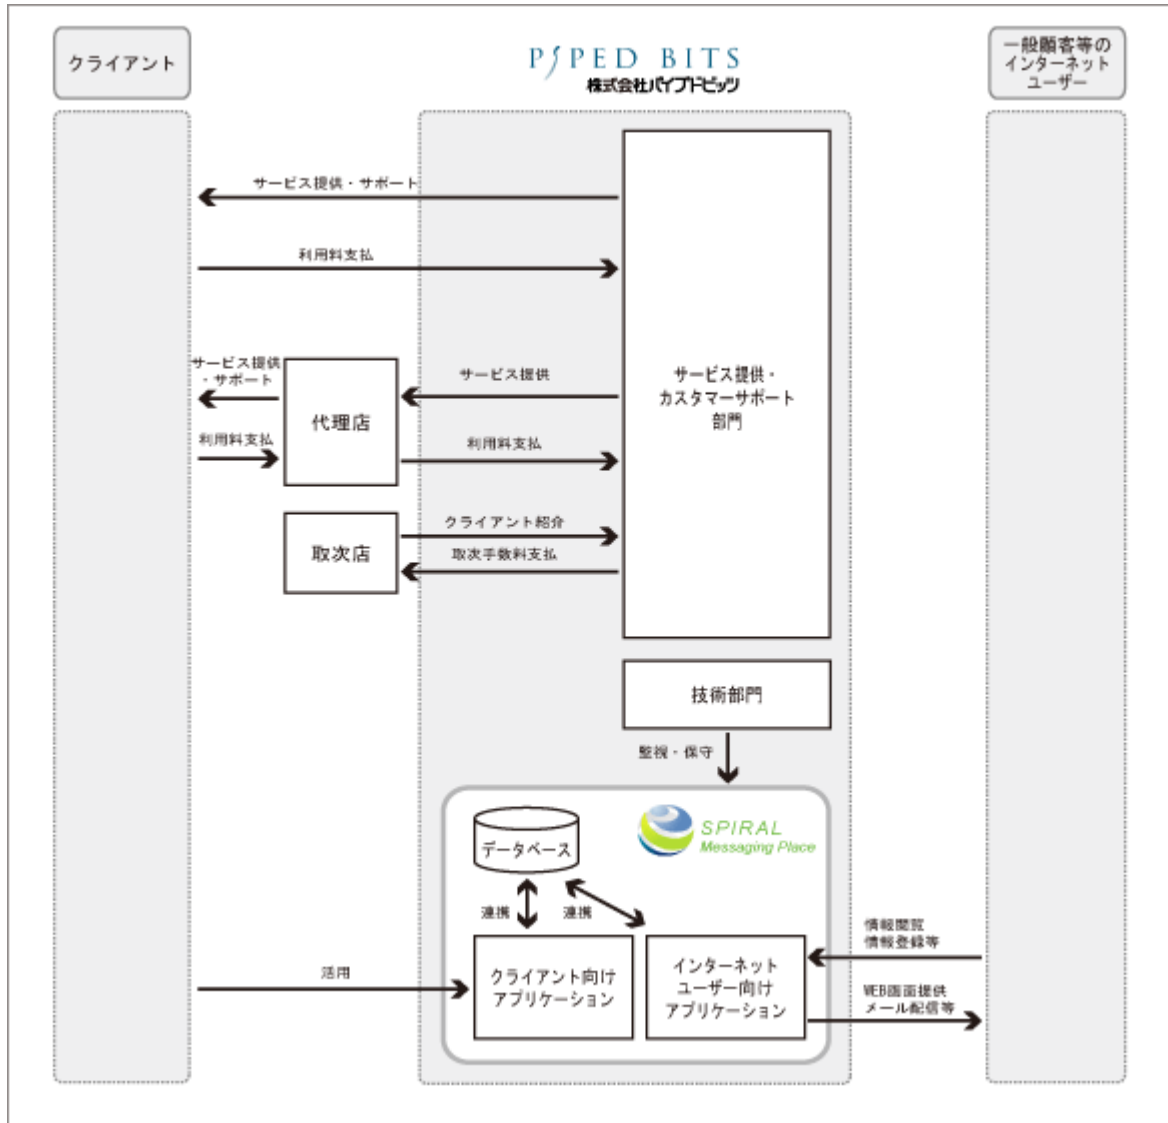 クライアント
PIPED BITS
株式会社パイプドビッツ
一般顧客等の
インターネット
ユーザー
サービス提供・サポート
利用料支払
サービス提供
・サポート
利用料支払
代理店
サービス提供
利用料支払
サービス提供・
カスタマーサポート
部門
取次店
クライアント紹介
取次手数料支払
技術部門
監視・保守
データベース
SPIRAL
Messaging Place
連携
連携
活用
クライアント向け
アプリケーション
インターネット
ユーザー向け
アプリケーション
情報閲覧
情報登録等
WEB画面提供
メール配信等